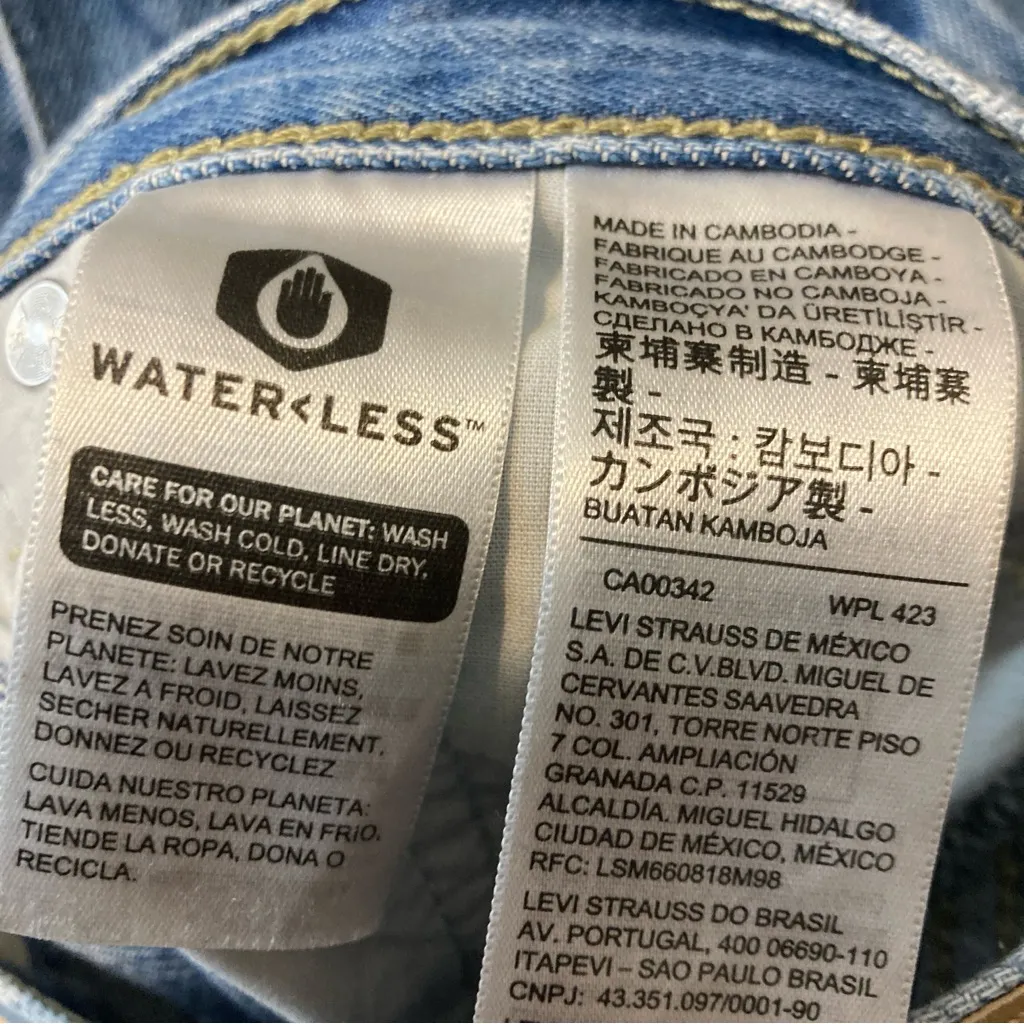 WATER<LESS™
CARE FOR OUR PLANET: WASH
LESS, WASH COLD, LINE DRY,
DONATE OR RECYCLE
PRENEZ SOIN DE NOTRE
PLANETE: LAVEZ MOINS,
LAVEZ A FROID, LAISSEZ
SECHER NATURELLEMENT.
DONNEZ OU RECYCLEZ
CUIDA NUESTRO PLANETA:
LAVA MENOS, LAVA EN FRíO.
TIENDE LA ROPA, DONA O
RECICLA.
MADE IN CAMBODIA -
FABRIQUE AU CAMBODGE -
FABRICADO EN CAMBOYA -
FABRICADO NO CAMBOJA -
KAMBOÇYA' DA ÜRETİLİŞTİR -
СДЕЛАНО В КАМБОДЖЕ -
柬埔寨制造 - 柬埔寨
製 -
제조국 : 캄보디아 -
カンボジア製 -
BUATAN KAMBOJA
CA00342 WPL 423
LEVI STRAUSS DE MÉXICO
S.A. DE C.V.BLVD. MIGUEL DE
CERVANTES SAAVEDRA
NO. 301, TORRE NORTE PISO
7 COL. AMPLIACIÓN
GRANADA C.P. 11529
ALCALDÍA. MIGUEL HIDALGO
CIUDAD DE MÉXICO, MÉXICO
RFC: LSM660818M98
LEVI STRAUSS DO BRASIL
AV. PORTUGAL, 400 06690-110
ITAPEVI – SAO PAULO BRASIL
CNPJ: 43.351.097/0001-90